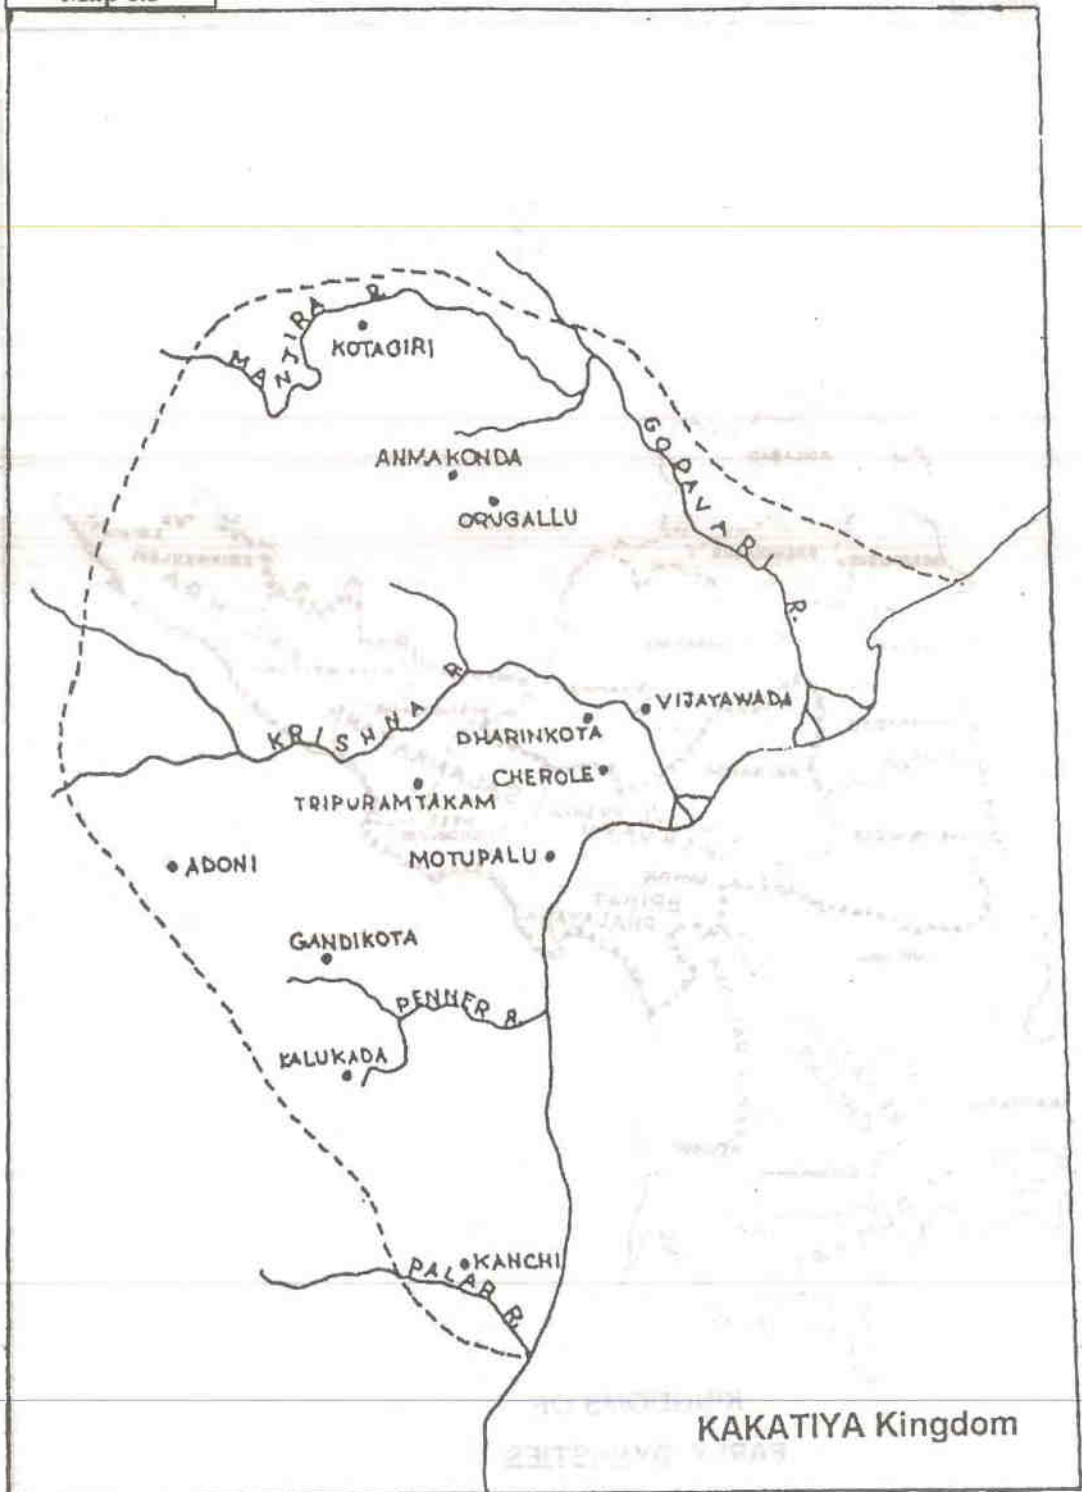 MANJIRA R.
KOTAGIRI
GODAVARI R.
ANMAKONDA
ORUGALLU
KRISHNA R
VIJAYAWADA
DHARINKOTA
CHEROLE
TRIPURAMTAKAM
MOTUPALU
ADONI
GANDIKOTA
PENNER R.
KALUKADA
KANCHI
PALAR R.
KAKATIYA Kingdom